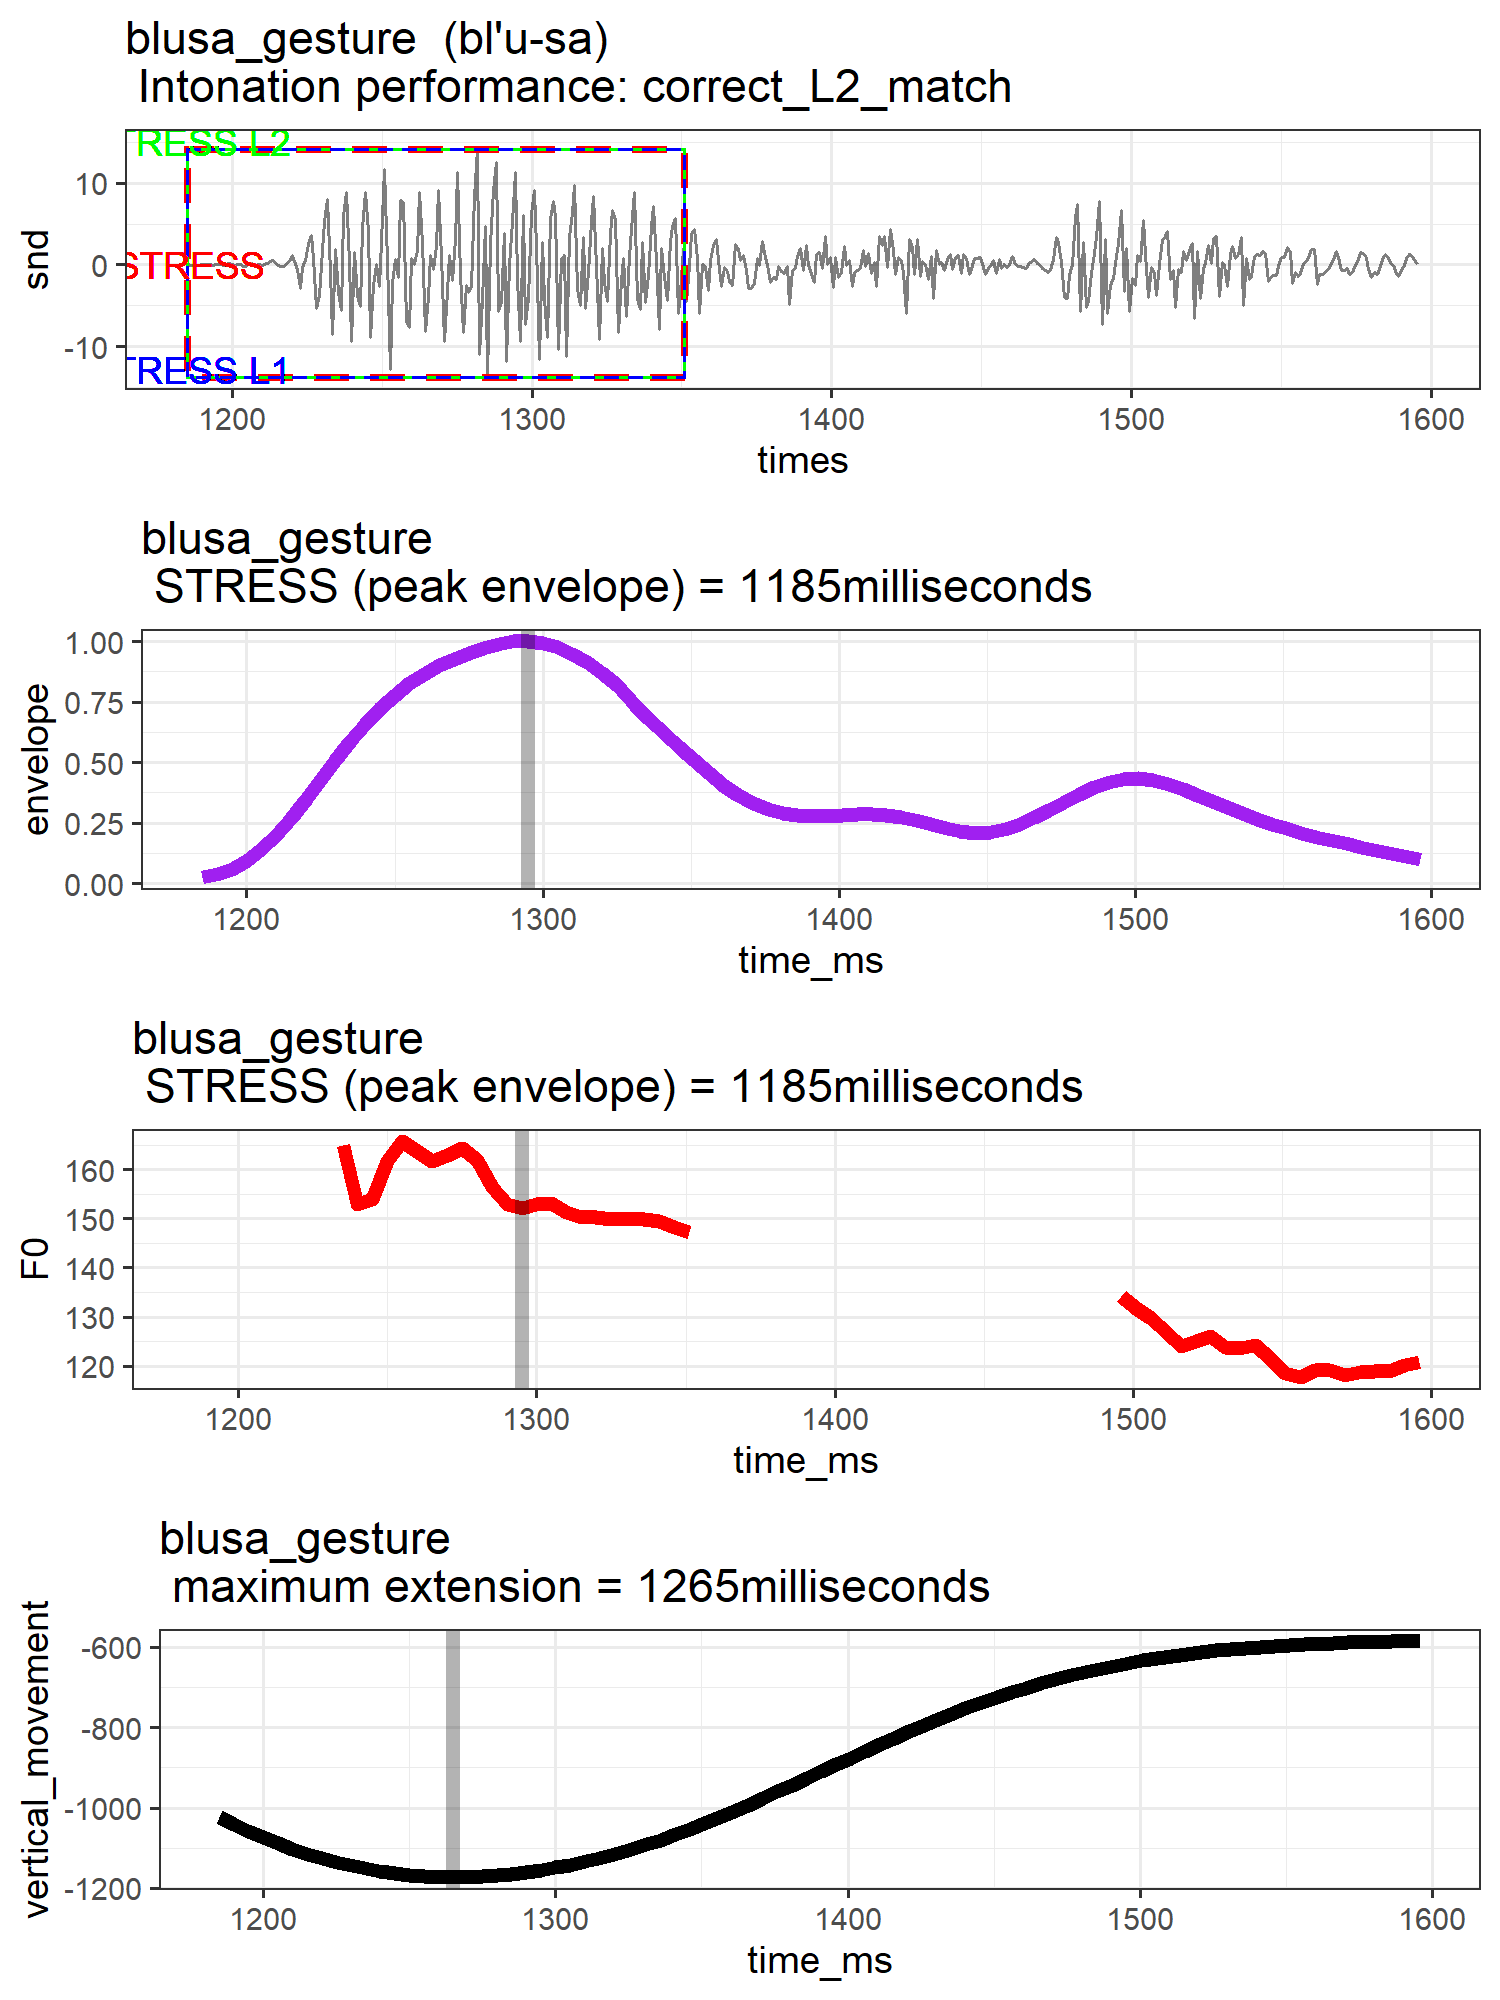 blusa_gesture  (bl'u-sa)
Intonation performance: correct_L2_match
RESS L2
STRESS
TRESS L1
snd
10
0
-10
1200 1300 1400 1500 1600
times
blusa_gesture
STRESS (peak envelope) = 1185milliseconds
envelope
1.00
0.75
0.50
0.25
0.00
1200 1300 1400 1500 1600
time_ms
blusa_gesture
STRESS (peak envelope) = 1185milliseconds
F0
160
150
140
130
120
1200 1300 1400 1500 1600
time_ms
blusa_gesture
maximum extension = 1265milliseconds
vertical_movement
-600
-800
-1000
-1200
1200 1300 1400 1500 1600
time_ms